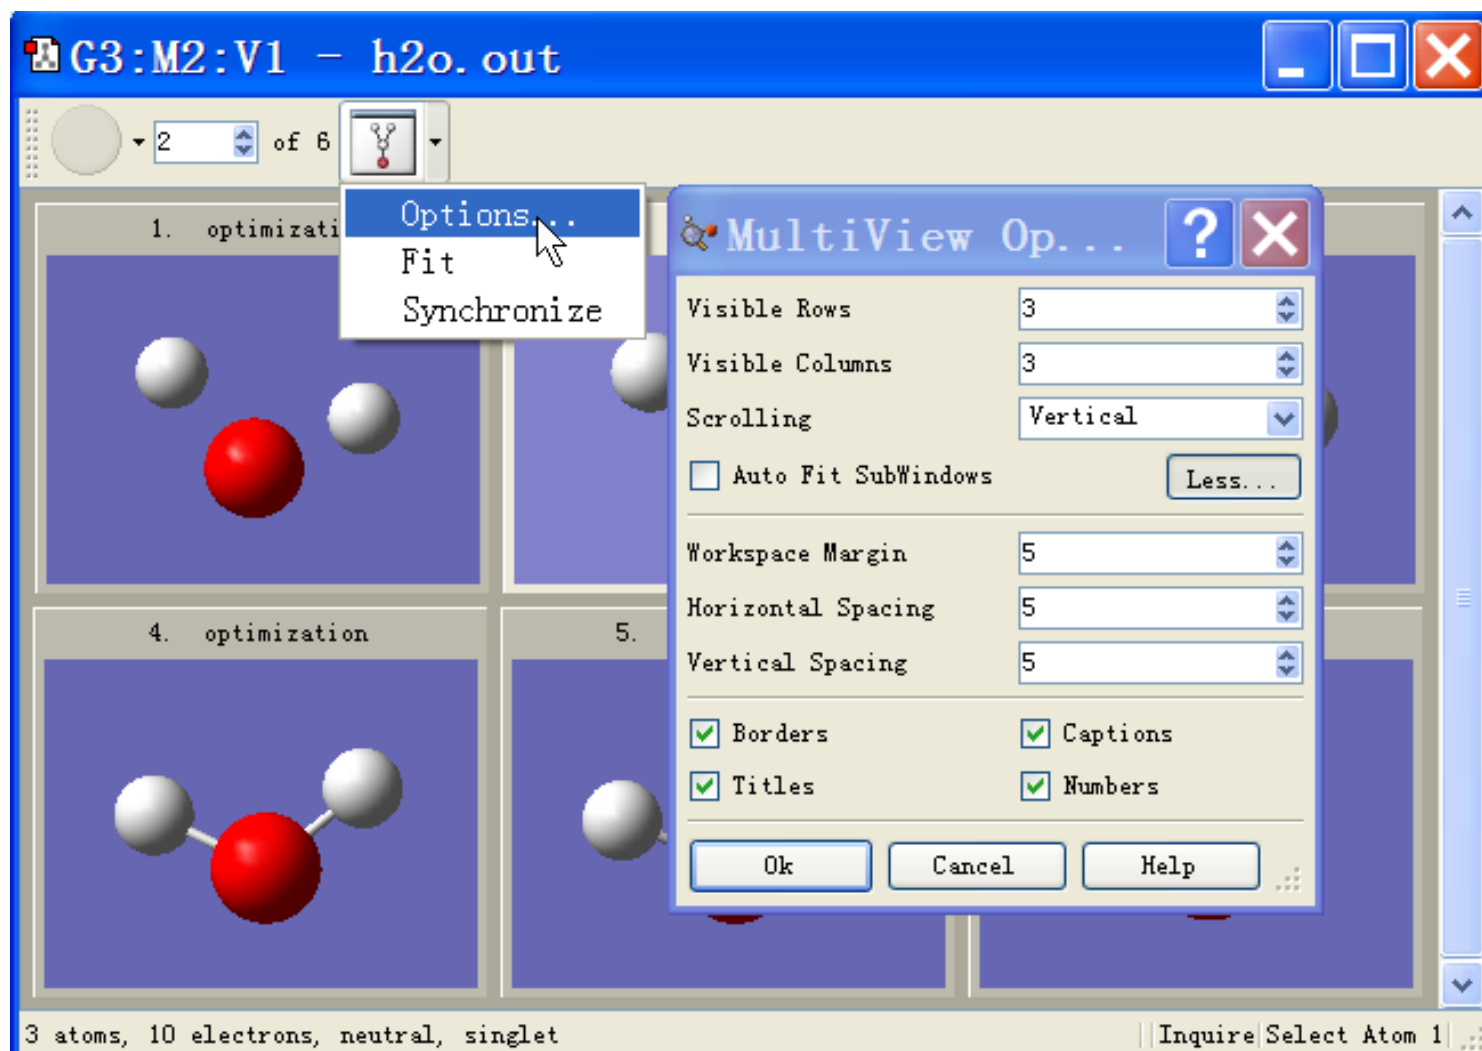 G3:M2:V1 - h2o.out
2 of 6
Options...
Fit
Synchronize
1. optimizati
MultiView Op...
Visible Rows 3
Visible Columns 3
Scrolling Vertical
Auto Fit SubWindows Less...
Workspace Margin 5
Horizontal Spacing 5
Vertical Spacing 5
Borders Captions
Titles Numbers
Ok Cancel Help
4. optimization
5.
3 atoms, 10 electrons, neutral, singlet
Inquire Select Atom 1